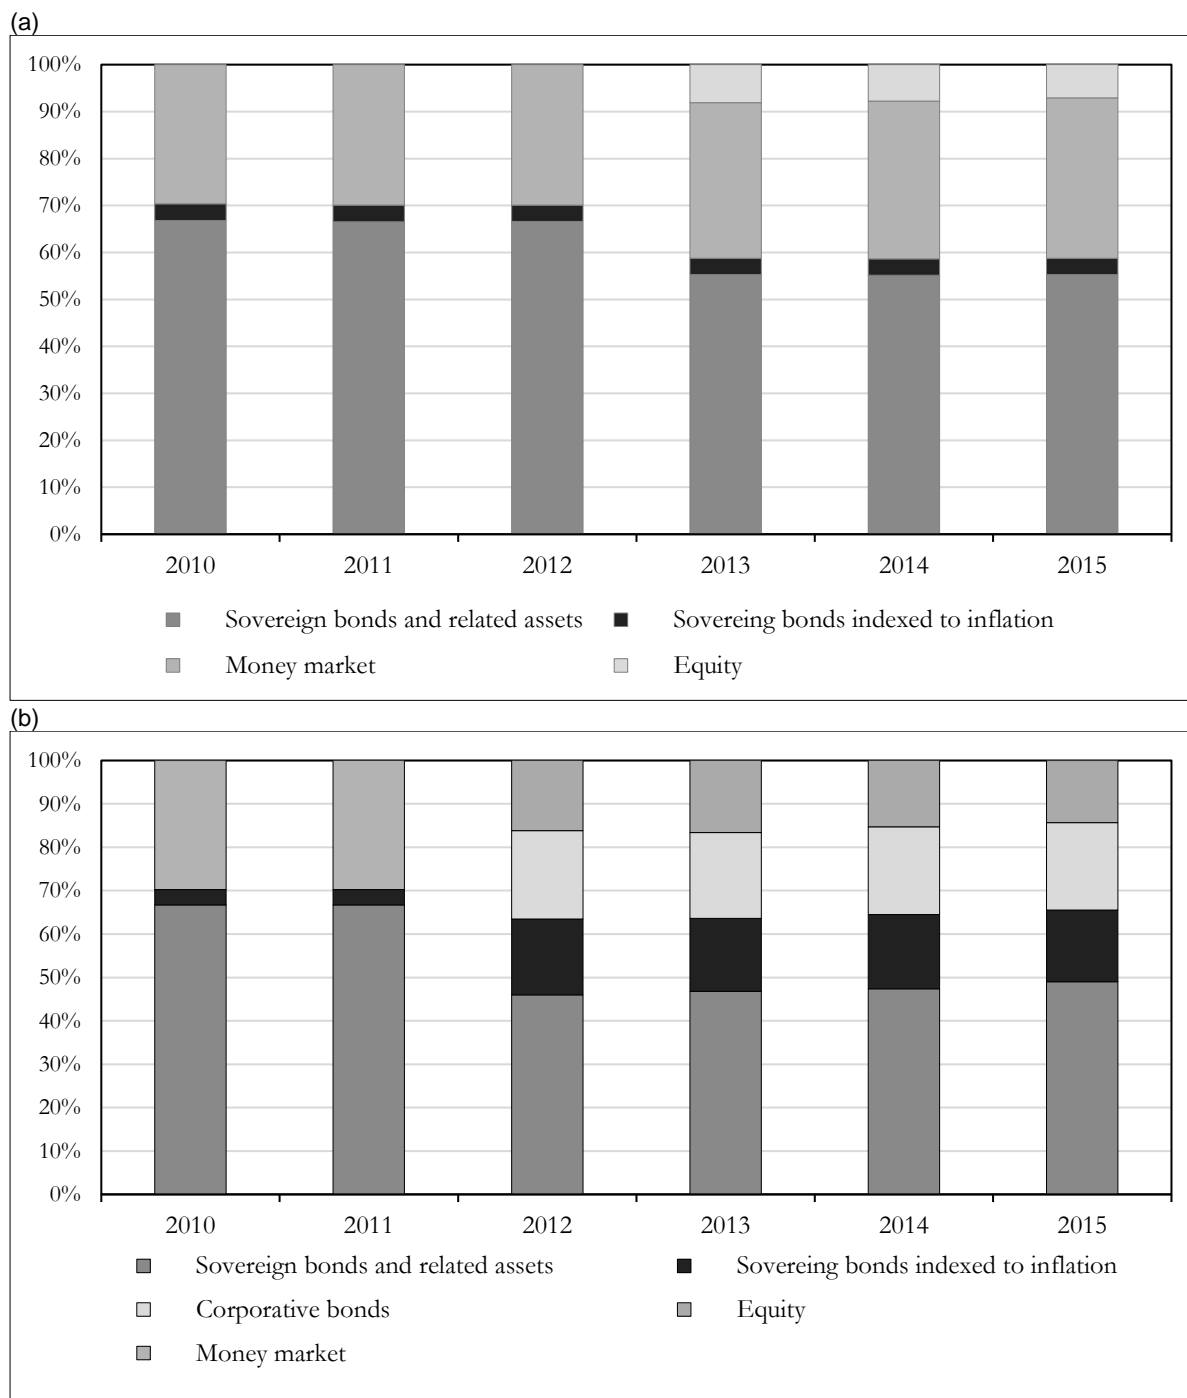 (a)
100%
90%
80%
70%
60%
50%
40%
30%
20%
10%
0%
2010 2011 2012 2013 2014 2015
Sovereign bonds and related assets Sovereing bonds indexed to inflation
Money market Equity
(b)
100%
90%
80%
70%
60%
50%
40%
30%
20%
10%
0%
2010 2011 2012 2013 2014 2015
Sovereign bonds and related assets Sovereing bonds indexed to inflation
Corporative bonds Equity
Money market